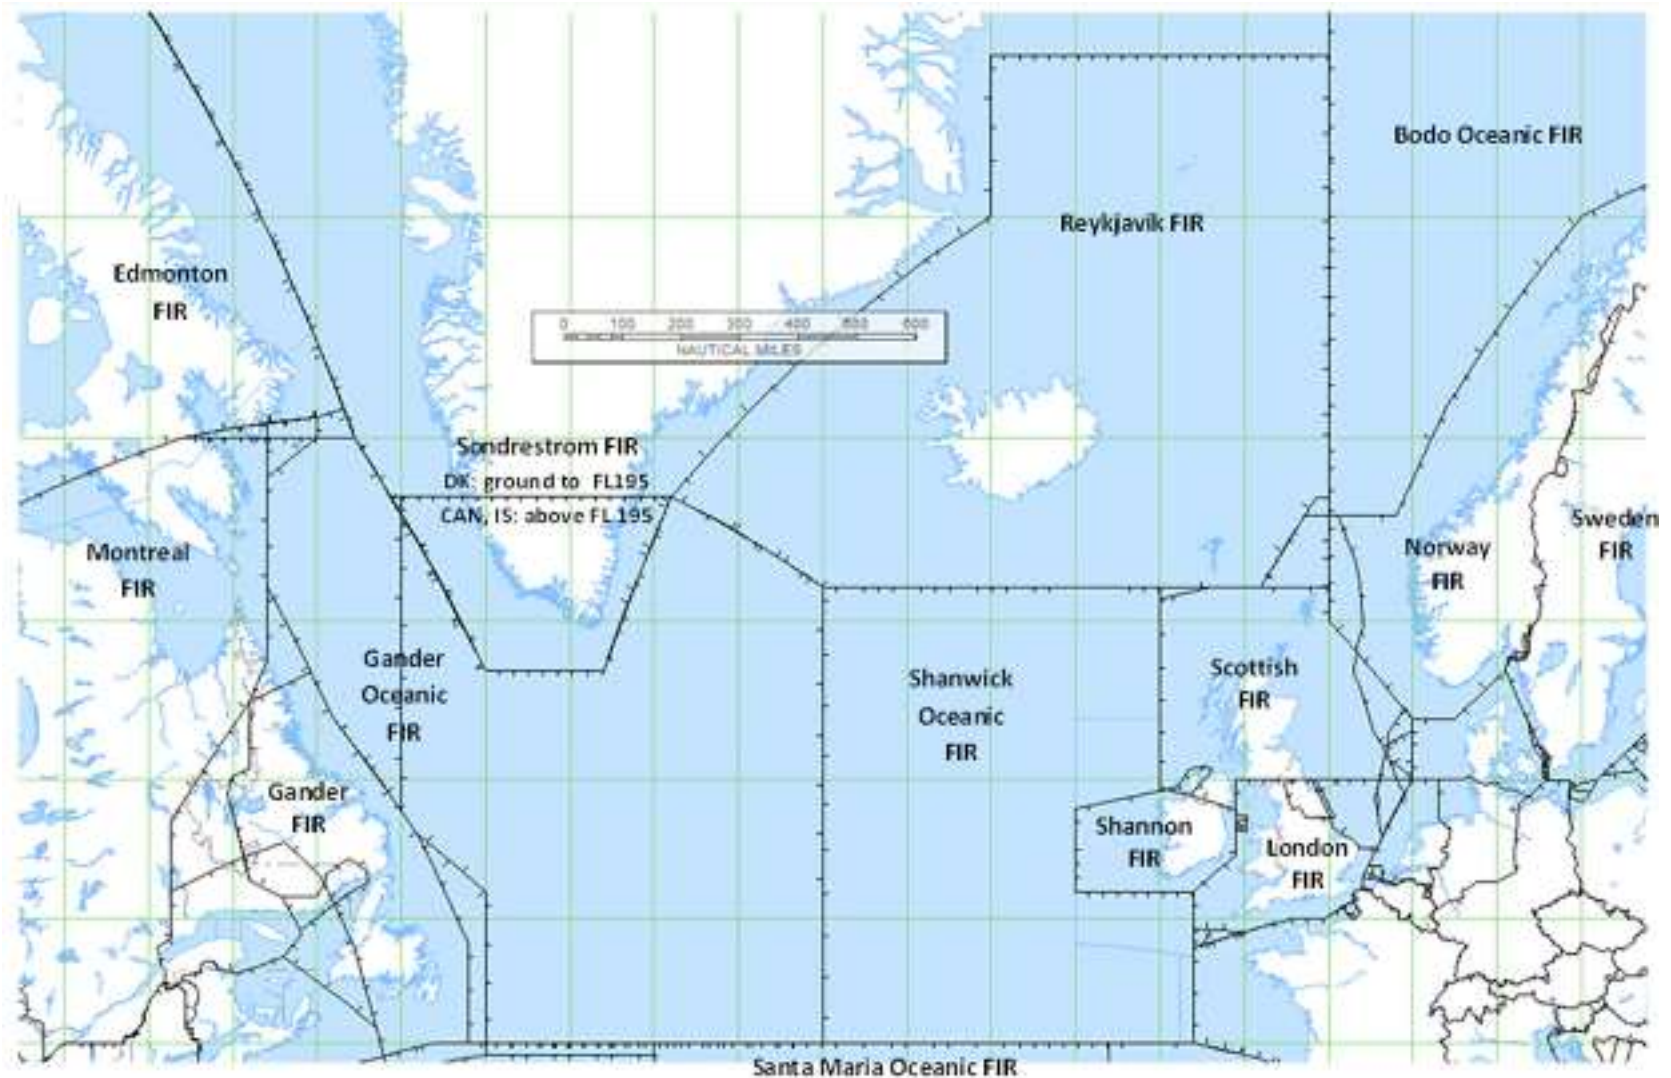 Bodo Oceanic FIR
Reykjavik FIR
Edmonton
FIR
0 100 200 300 400 500 600
NAUTICAL MILES
Sondrestrom FIR
DK: ground to FL195
CAN, IS: above FL 195
Sweden
FIR
Norway
FIR
Montreal
FIR
Gander
Oceanic
FIR
Shanwick
Oceanic
FIR
Scottish
FIR
Gander
FIR
Shannon
FIR
London
FIR
Santa Maria Oceanic FIR